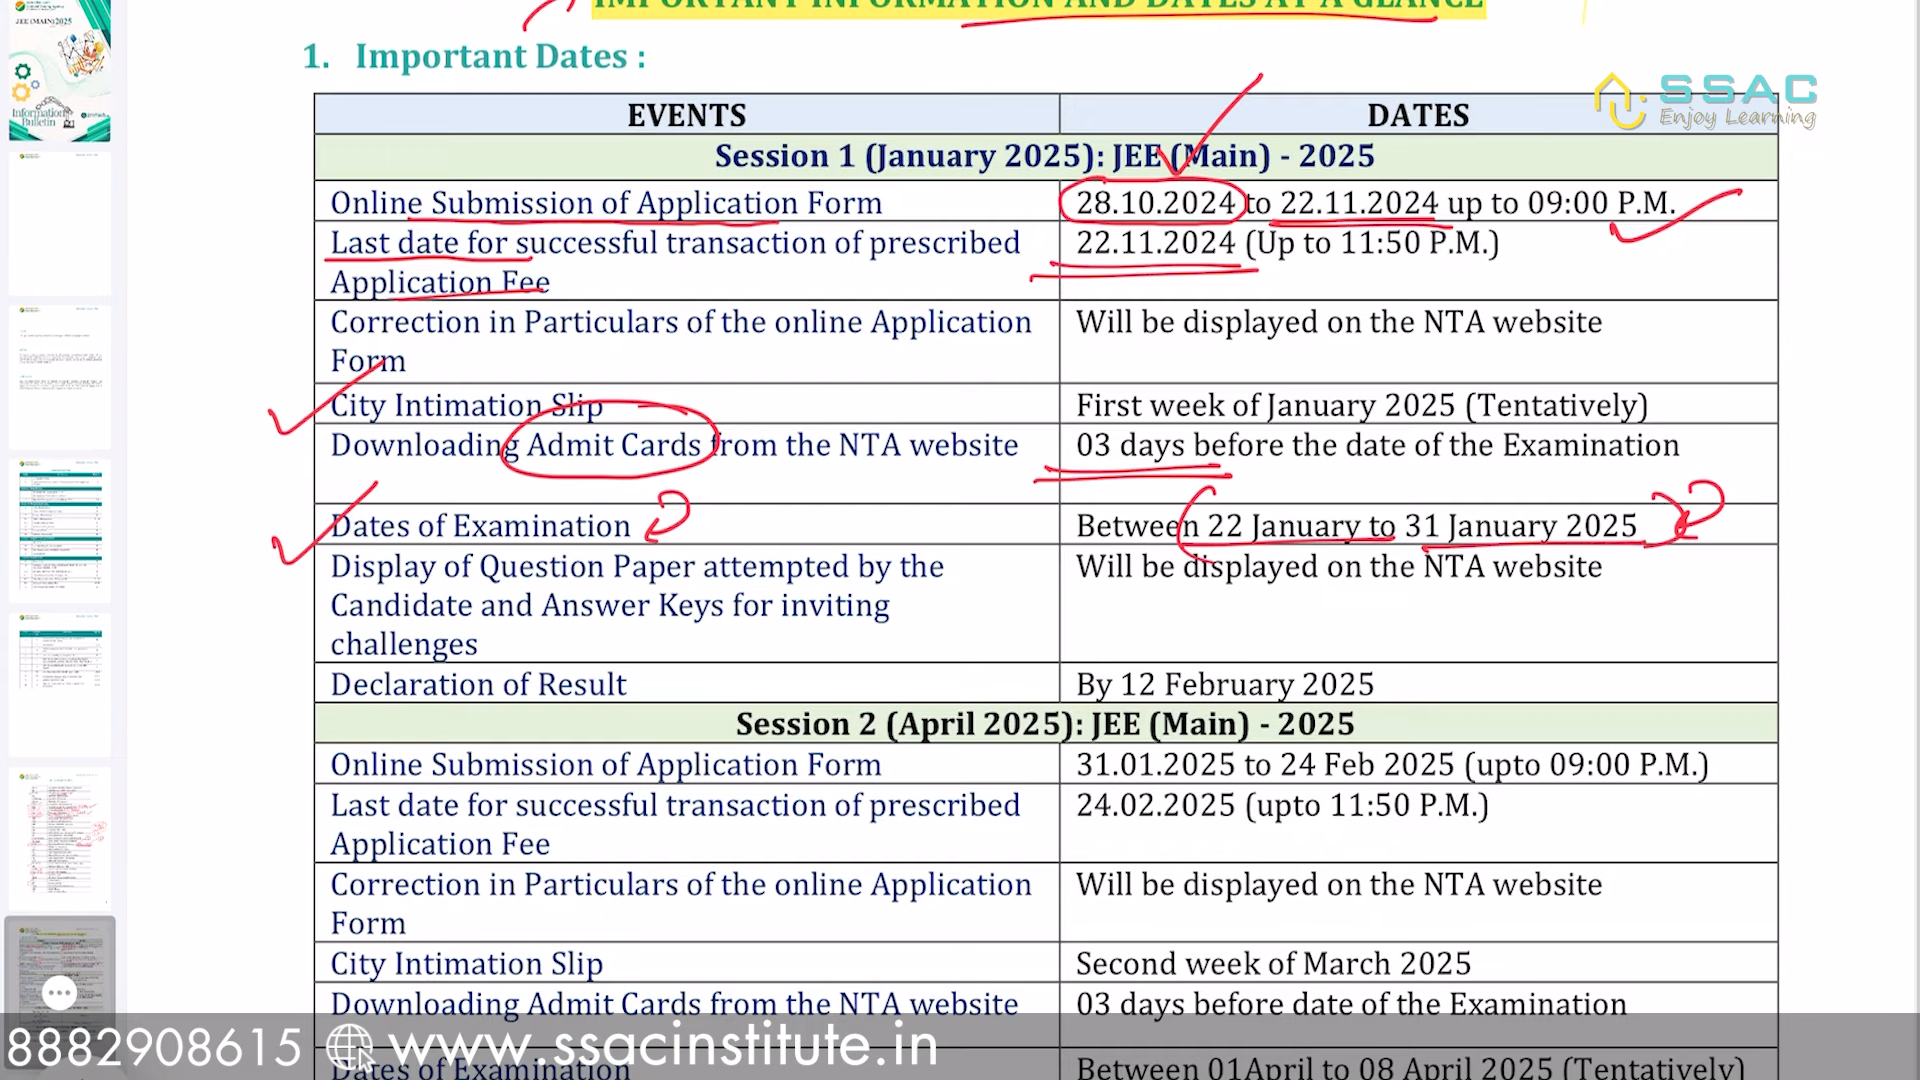 JEE (MAIN) 2025
Information
Bulletin
IMPORTANT INFORMATION AND DATES AT A GLANCE
1. Important Dates :
SSAC
Enjoy Learning
EVENTS DATES
Session 1 (January 2025): JEE (Main) - 2025
Online Submission of Application Form 28.10.2024 to 22.11.2024 up to 09:00 P.M.
Last date for successful transaction of prescribed 22.11.2024 (Up to 11:50 P.M.)
Application Fee
Correction in Particulars of the online Application Will be displayed on the NTA website
Form
City Intimation Slip First week of January 2025 (Tentatively)
Downloading Admit Cards from the NTA website 03 days before the date of the Examination
Dates of Examination Between 22 January to 31 January 2025
Display of Question Paper attempted by the Will be displayed on the NTA website
Candidate and Answer Keys for inviting
challenges
Declaration of Result By 12 February 2025
Session 2 (April 2025): JEE (Main) - 2025
Online Submission of Application Form 31.01.2025 to 24 Feb 2025 (upto 09:00 P.M.)
Last date for successful transaction of prescribed 24.02.2025 (upto 11:50 P.M.)
Application Fee
Correction in Particulars of the online Application Will be displayed on the NTA website
Form
City Intimation Slip Second week of March 2025
Downloading Admit Cards from the NTA website 03 days before date of the Examination
Dates of Examination Between 01April to 08 April 2025 (Tentatively)
8882908615 www.ssacinstitute.in